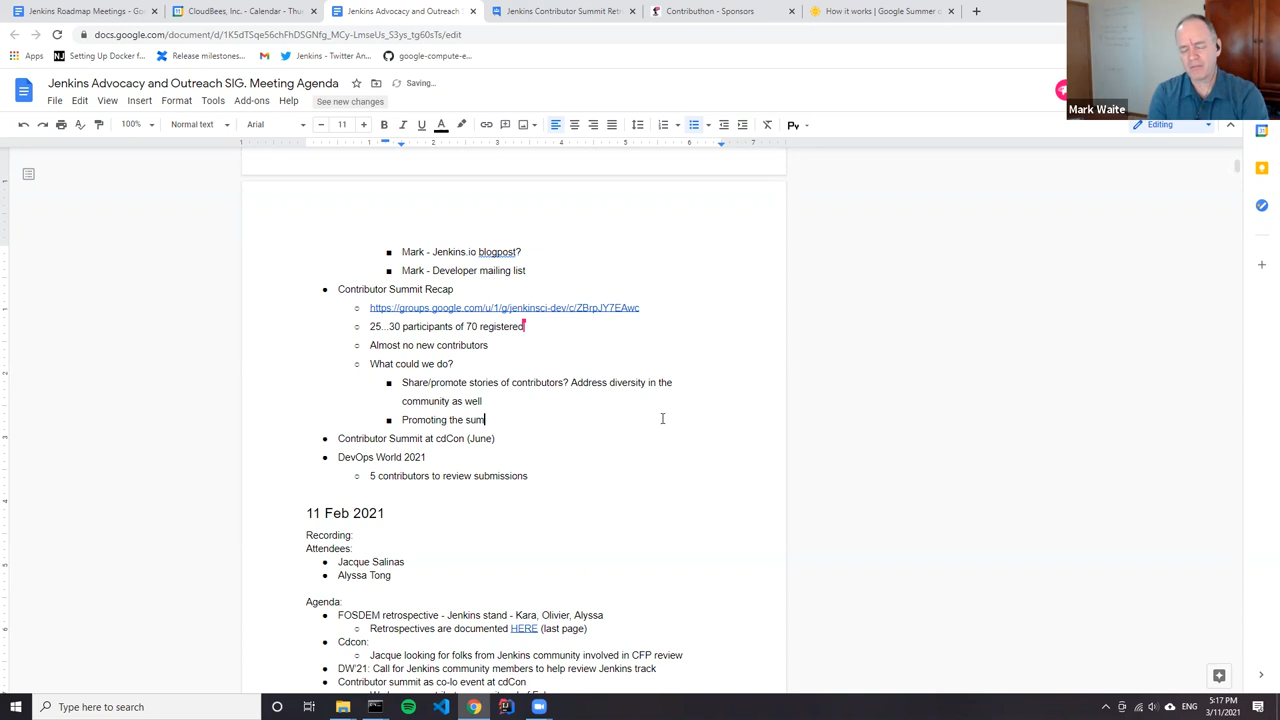 Jenkins Roadmap Meetings - Go
CloudBees, Inc. - Calendar - Thu
Jenkins Advocacy and Outreach S
Jenkins Contributor Summit Retr
Contributhon - Sponsors
How it works | Google Summer o
docs.google.com/document/d/1K5dTSqe56chFhDSGNfg_MCy-LmseUs_S3ys_tg60sTs/edit
Apps
Setting Up Docker f...
Release milestones...
Jenkins - Twitter An...
google-compute-e...
Jenkins Advocacy and Outreach SIG. Meeting Agenda
Saving...
File Edit View Insert Format Tools Add-ons Help
See new changes
Mark Waite
100%
Normal text
Arial
11
Editing
Mark - Jenkins.io blogpost?
Mark - Developer mailing list
Contributor Summit Recap
https://groups.google.com/u/1/g/jenkinsci-dev/c/ZBrpJY7EAwc
25...30 participants of 70 registered
Almost no new contributors
What could we do?
Share/promote stories of contributors? Address diversity in the
community as well
Promoting the sum
Contributor Summit at cdCon (June)
DevOps World 2021
5 contributors to review submissions
11 Feb 2021
Recording:
Attendees:
Jacque Salinas
Alyssa Tong
Agenda:
FOSDEM retrospective - Jenkins stand - Kara, Olivier, Alyssa
Retrospectives are documented HERE (last page)
Cdcon:
Jacque looking for folks from Jenkins community involved in CFP review
DW'21: Call for Jenkins community members to help review Jenkins track
Contributor summit as co-lo event at cdCon
Type here to search
ENG
5:17 PM
3/11/2021